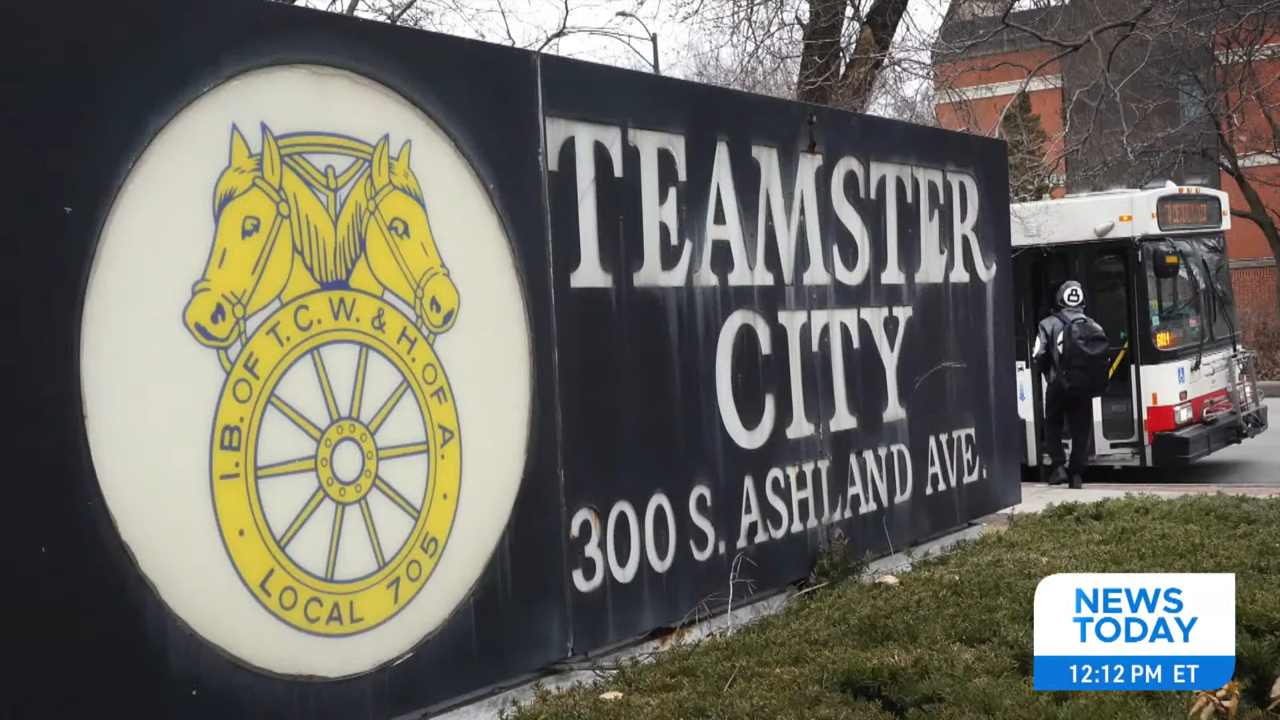 I.B. OF T. C. W. & H. OF A.
LOCAL 705
TEAMSTER
CITY
300 S. ASHLAND AVE.
NEWS
TODAY
12:12 PM ET